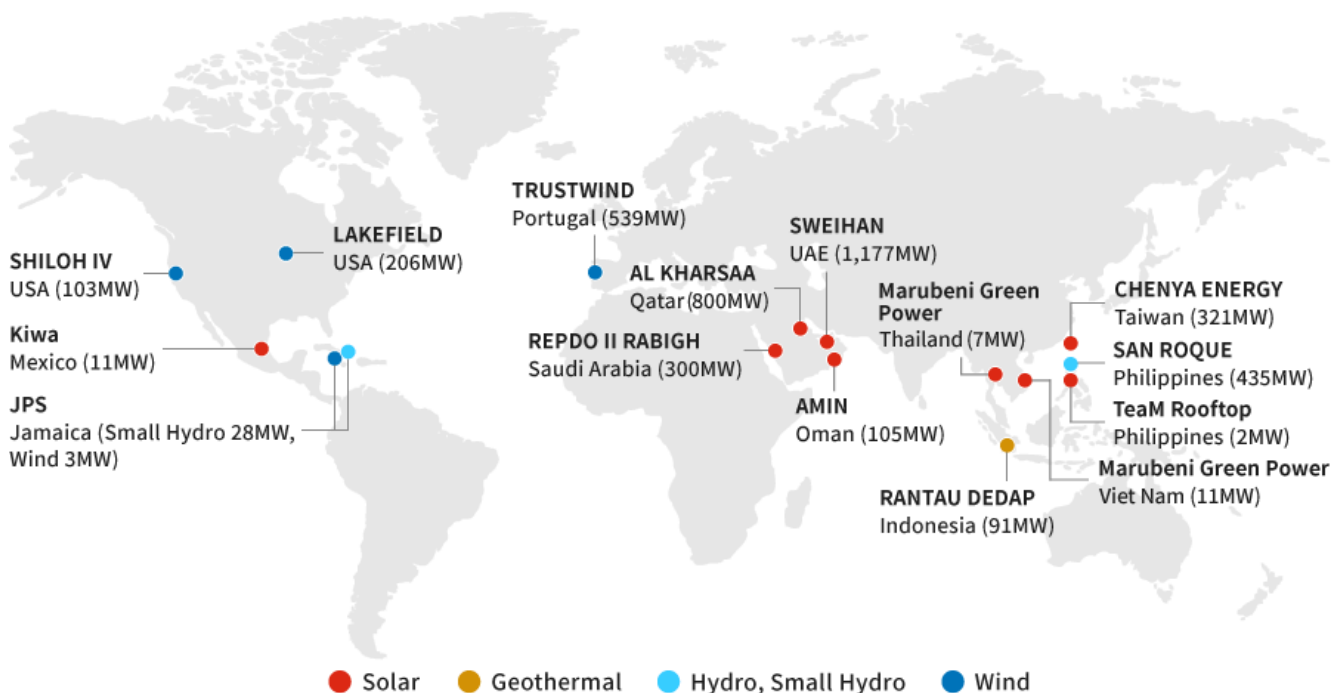 TRUSTWIND
Portugal (539MW)
SWEIHAN
UAE (1,177MW)
LAKEFIELD
USA (206MW)
SHILOH IV
USA (103MW)
AL KHARSAA
Qatar(800MW)
Marubeni Green
Power
Thailand (7MW)
CHENYA ENERGY
Taiwan (321MW)
Kiwa
Mexico (11MW)
REPDO II RABIGH
Saudi Arabia (300MW)
SAN ROQUE
Philippines (435MW)
JPS
Jamaica (Small Hydro 28MW,
Wind 3MW)
AMIN
Oman (105MW)
TeaM Rooftop
Philippines (2MW)
Marubeni Green Power
Viet Nam (11MW)
RANTAU DEDAP
Indonesia (91MW)
Solar
Geothermal
Hydro, Small Hydro
Wind